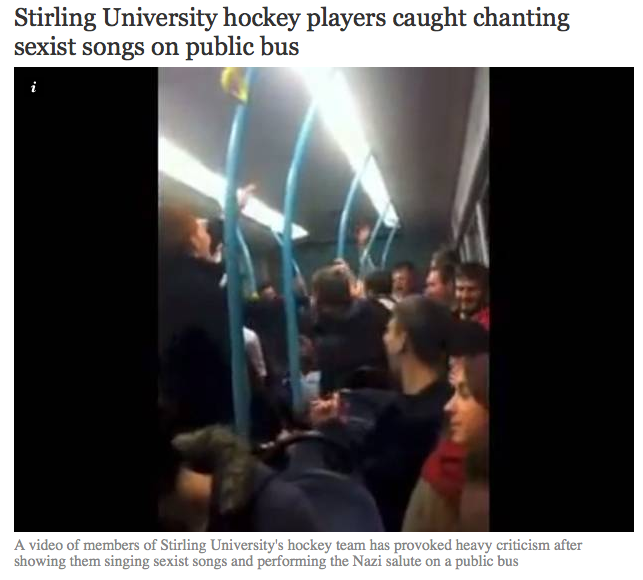 Stirling University hockey players caught chanting
sexist songs on public bus
i
A video of members of Stirling University's hockey team has provoked heavy criticism after
showing them singing sexist songs and performing the Nazi salute on a public bus